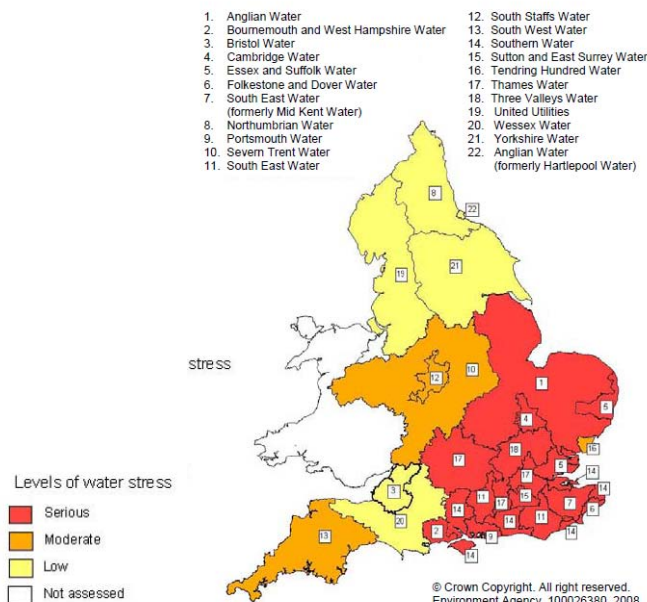 1. Anglian Water
2. Bournemouth and West Hampshire Water
3. Bristol Water
4. Cambridge Water
5. Essex and Suffolk Water
6. Folkestone and Dover Water
7. South East Water
(formerly Mid Kent Water)
8. Northumbrian Water
9. Portsmouth Water
10. Severn Trent Water
11. South East Water
12. South Staffs Water
13. South West Water
14. Southern Water
15. Sutton and East Surrey Water
16. Tendring Hundred Water
17. Thames Water
18. Three Valleys Water
19. United Utilities
20. Wessex Water
21. Yorkshire Water
22. Anglian Water
(formerly Hartlepool Water)
8
22
19
21
stress
12
10
1
5
4
16
17
18
5
14
3
17
14
11
17
15
7
6
20
14
14
11
13
2
9
14
14
Levels of water stress
Serious
Moderate
Low
Not assessed
© Crown Copyright. All right reserved.
Environment Agency, 100026380, 2008